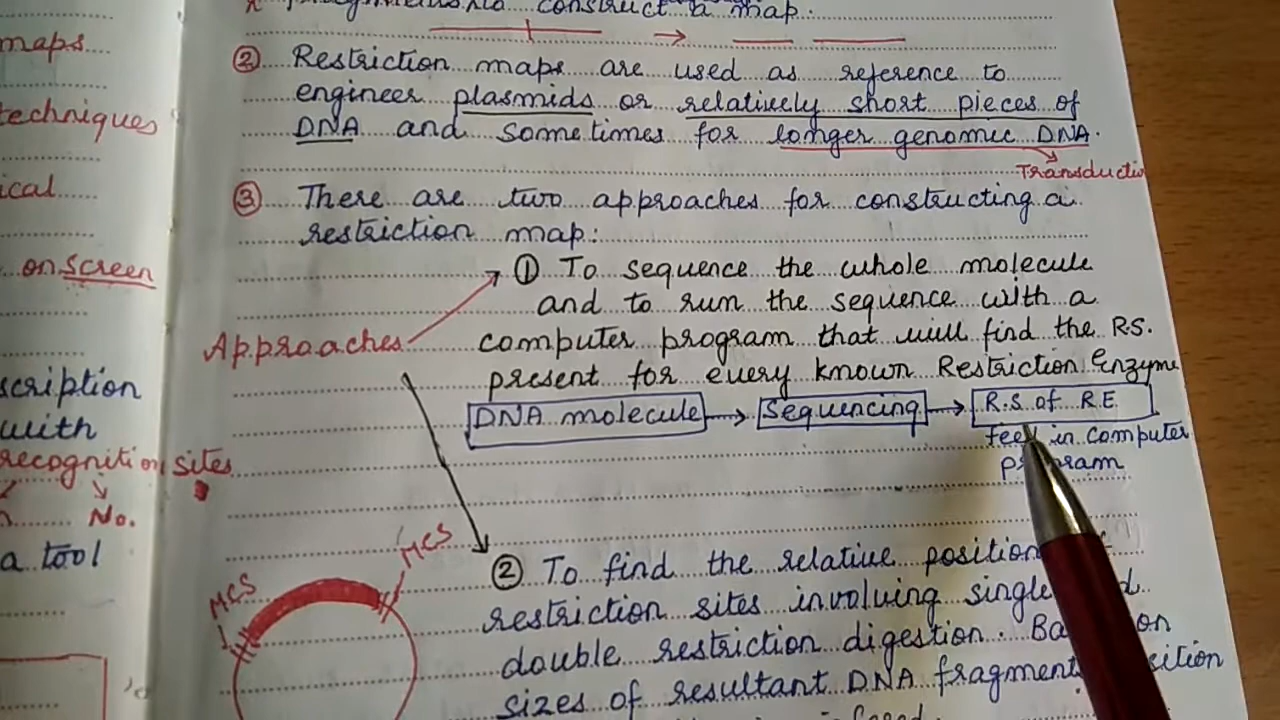 construct a map.
maps
② Restriction maps are used as reference to
engineer plasmids or relatively short pieces of
DNA and sometimes for longer genomic DNA.
techniques
ical
③ There are two approaches for constructing a
restriction map:
on screen
① To sequence the whole molecule
and to run the sequence with a
Approaches
computer program that will find the R.S.
present for every known Restriction Enzyme
DNA molecule → Sequencing → R.S of R.E
in computer
scription
with
recognition sites
No.
a tool
MCS
MCS
② To find the relative position
restriction sites involving single
double restriction digestion. on
sizes of resultant DNA fragment